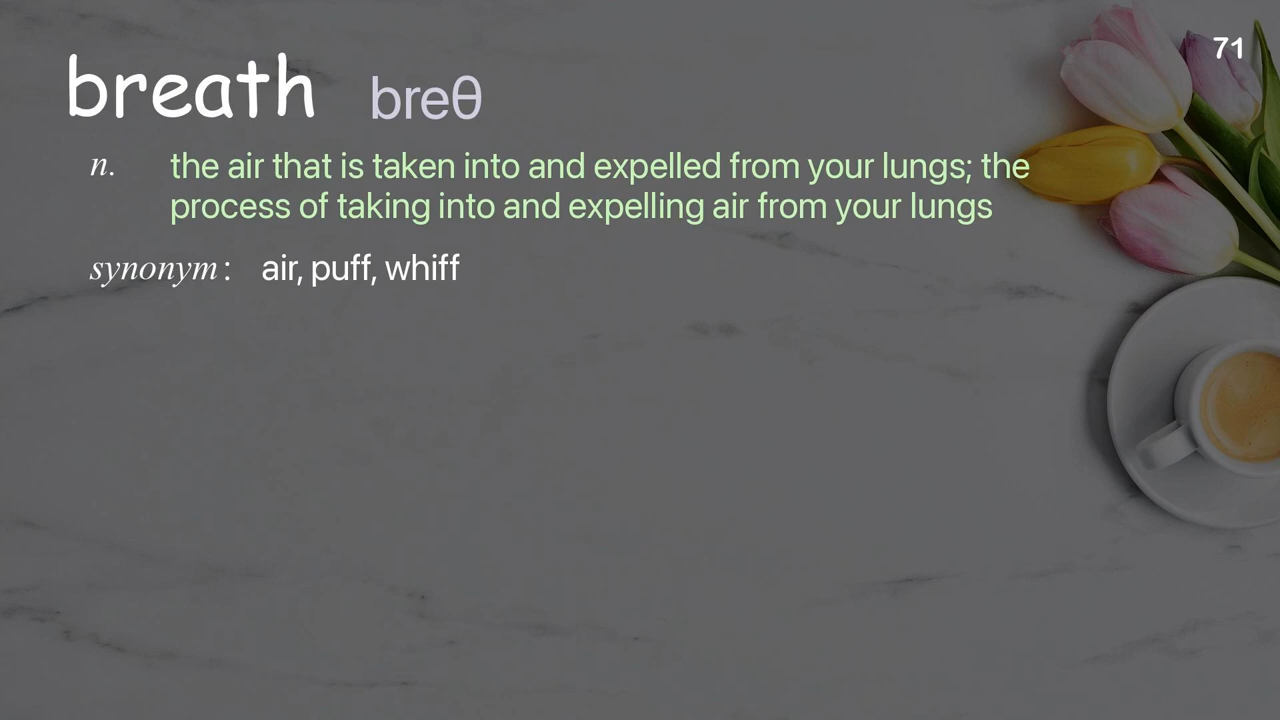 71
breath breθ
n. the air that is taken into and expelled from your lungs; the
process of taking into and expelling air from your lungs
synonym: air, puff, whiff